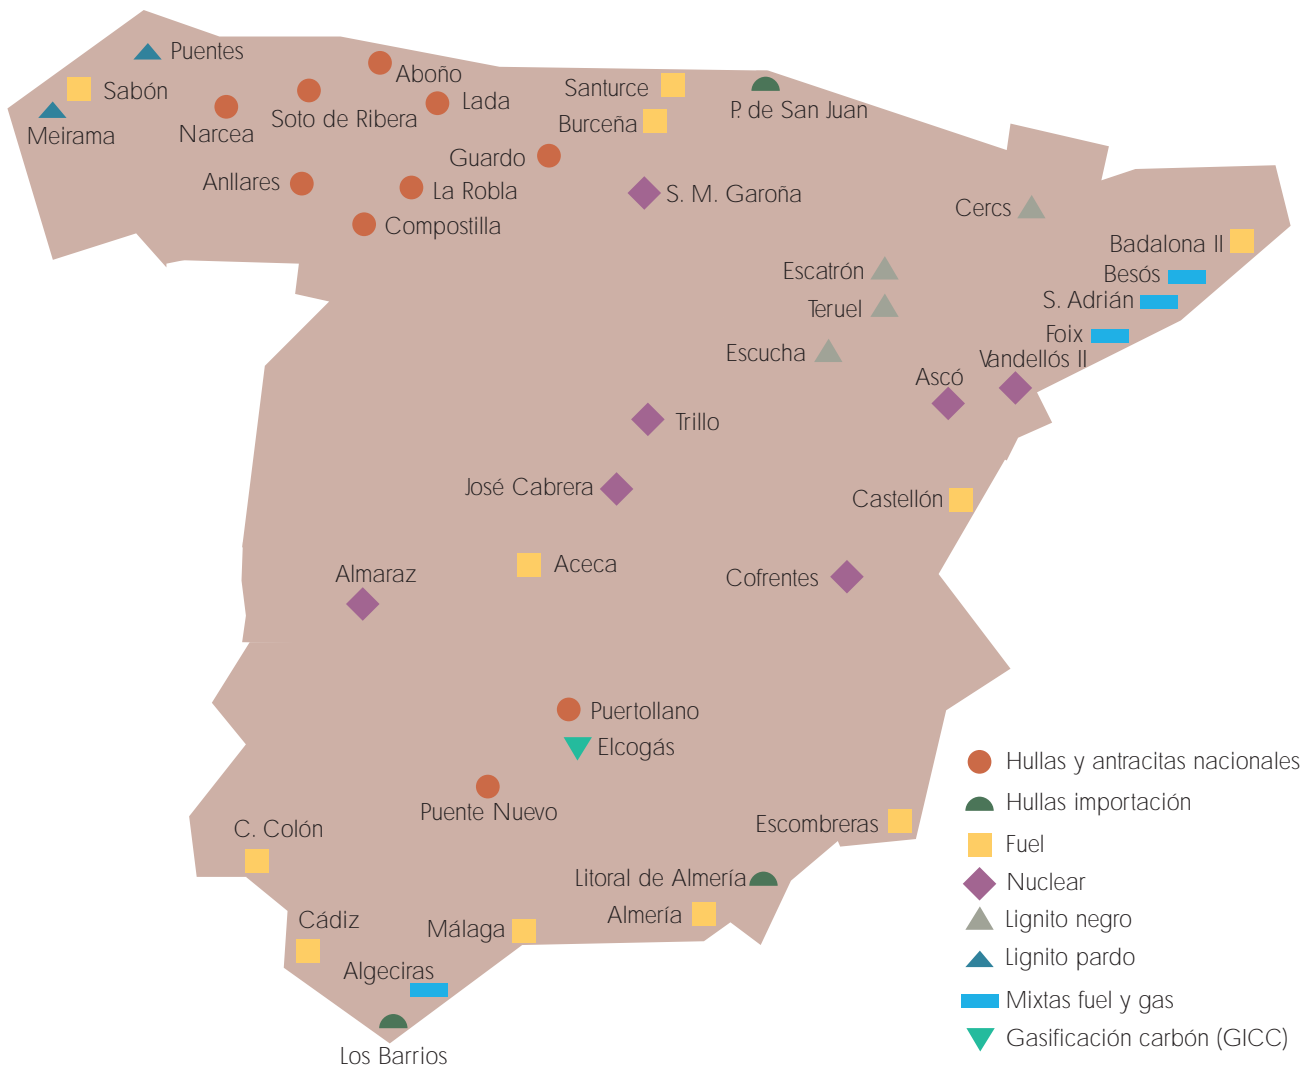 Puentes
Sabón
Meirama
Aboño
Soto de Ribera
Lada
Narcea
Santurce
P. de San Juan
Burceña
Guardo
Anllares
La Robla
S. M. Garoña
Compostilla
Cercs
Badalona II
Escatrón
Besós
Teruel
S. Adrián
Foix
Escucha
Vandellós II
Ascó
Trillo
José Cabrera
Castellón
Aceca
Almaraz
Cofrentes
Puertollano
Elcogás
Puente Nuevo
C. Colón
Escombreras
Litoral de Almería
Almería
Cádiz
Málaga
Algeciras
Los Barrios
Hullas y antracitas nacionales
Hullas importación
Fuel
Nuclear
Lignito negro
Lignito pardo
Mixtas fuel y gas
Gasificación carbón (GICC)